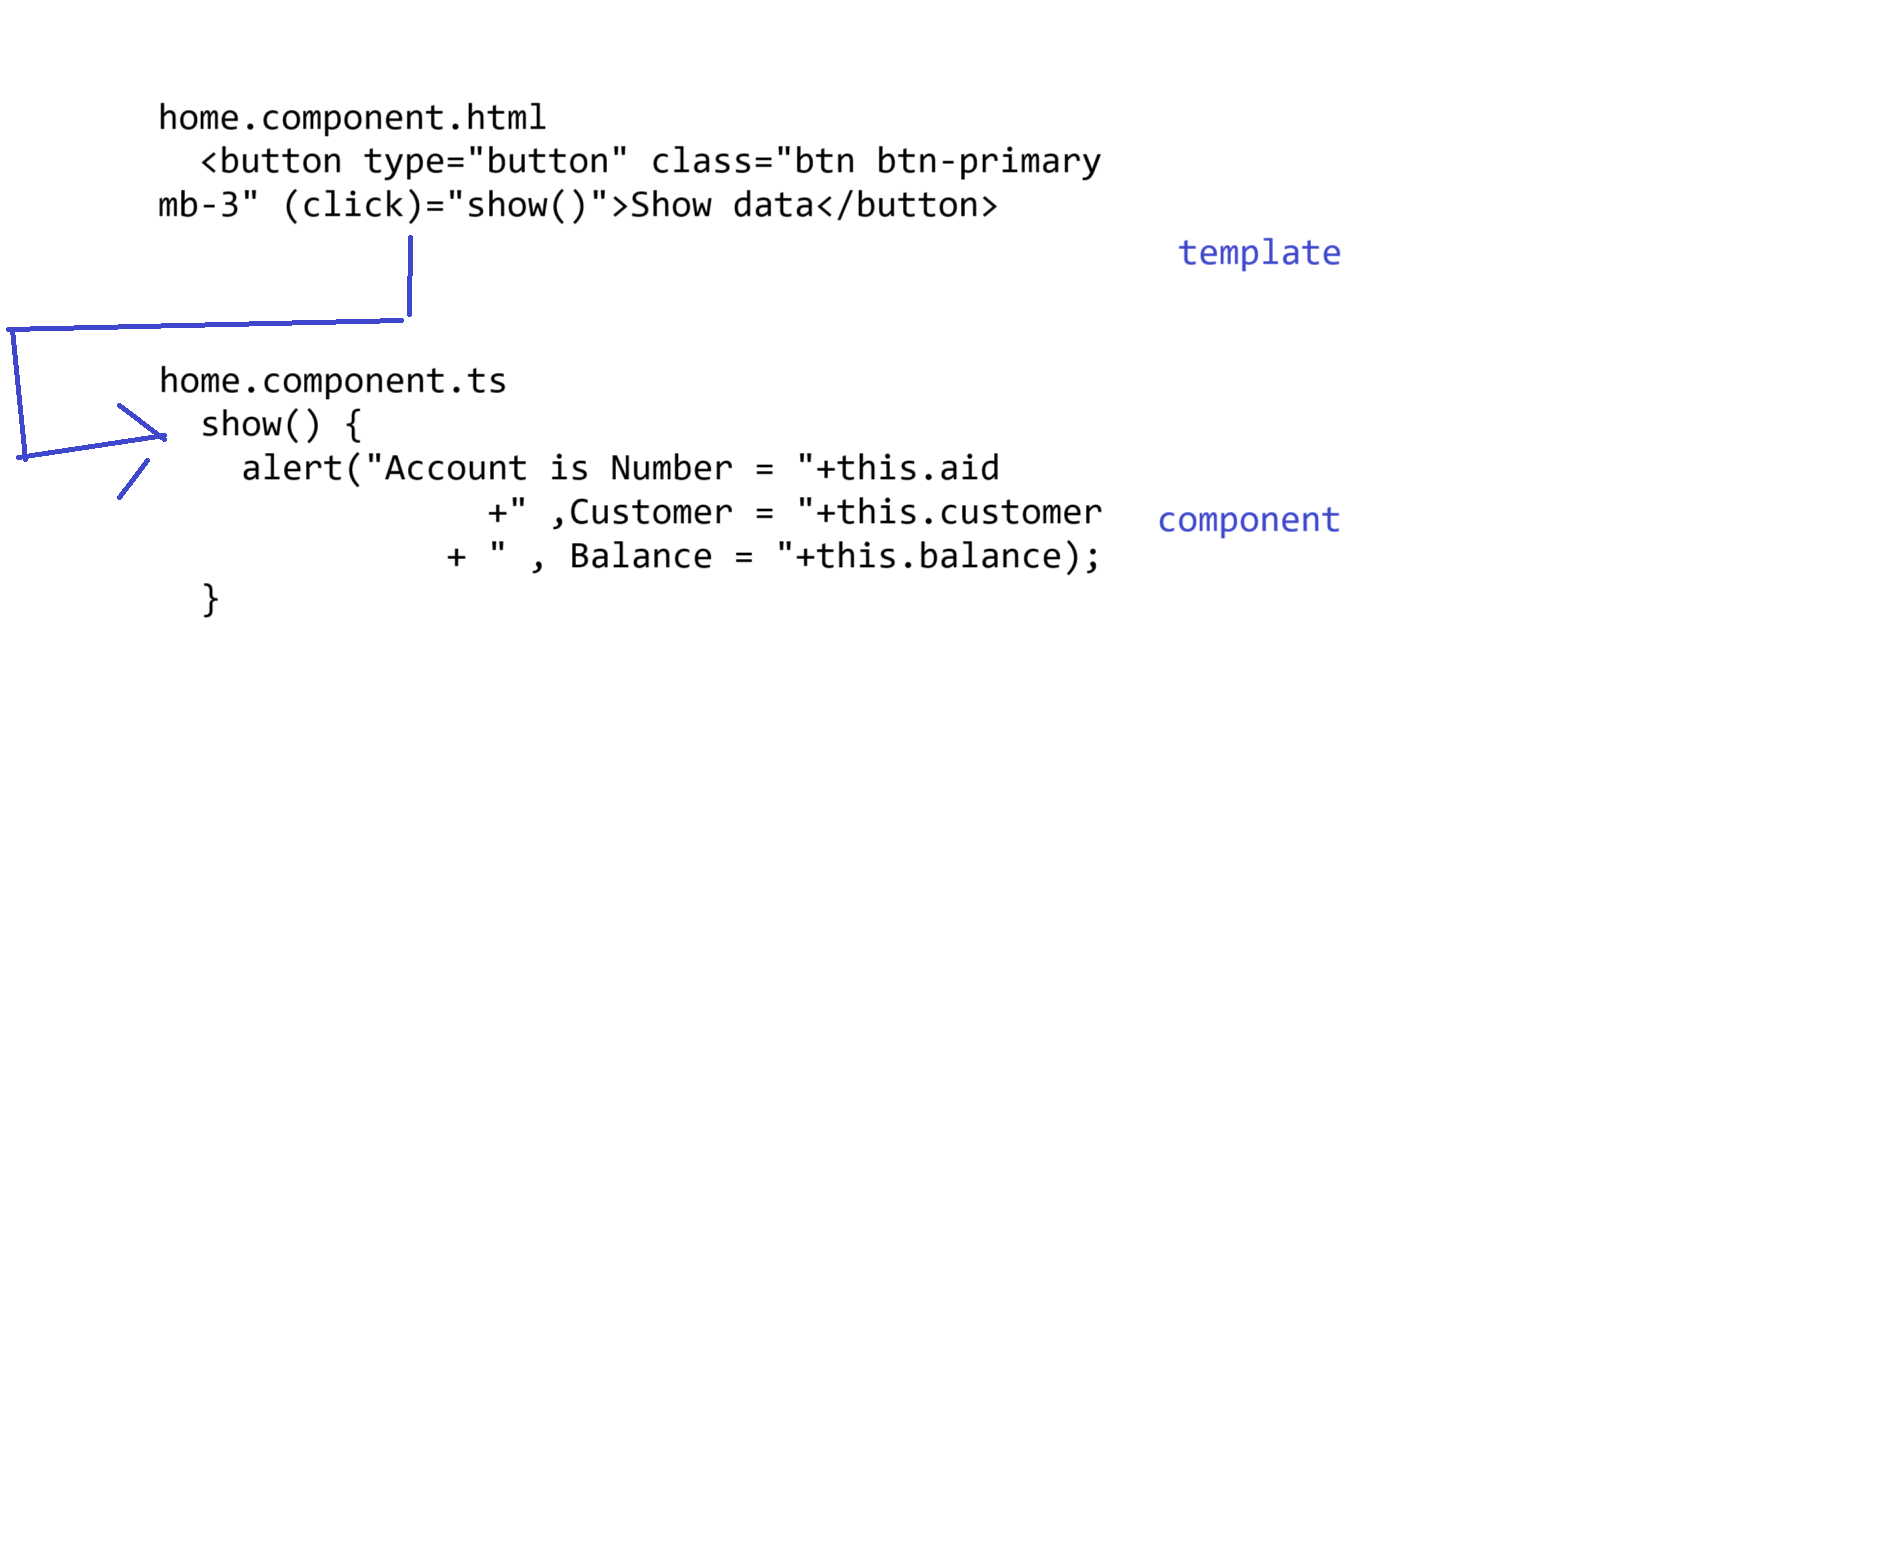 home.component.html
  <button type="button" class="btn btn-primary
mb-3" (click)="show()">Show data</button>
template
home.component.ts
  show() {
    alert("Account is Number = "+this.aid
                +" ,Customer = "+this.customer
component
              + " , Balance = "+this.balance);
  }